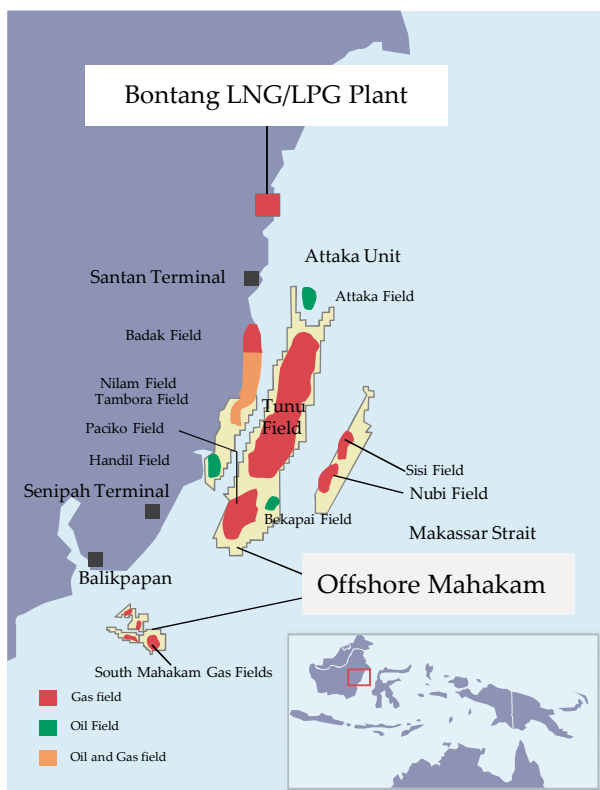 Bontang LNG/LPG Plant
Attaka Unit
Santan Terminal
Attaka Field
Badak Field
Nilam Field
Tambora Field
Tunu
Field
Paciko Field
Handil Field
Sisi Field
Nubi Field
Senipah Terminal
Bekapai Field
Makassar Strait
Balikpapan
Offshore Mahakam
South Mahakam Gas Fields
Gas field
Oil Field
Oil and Gas field